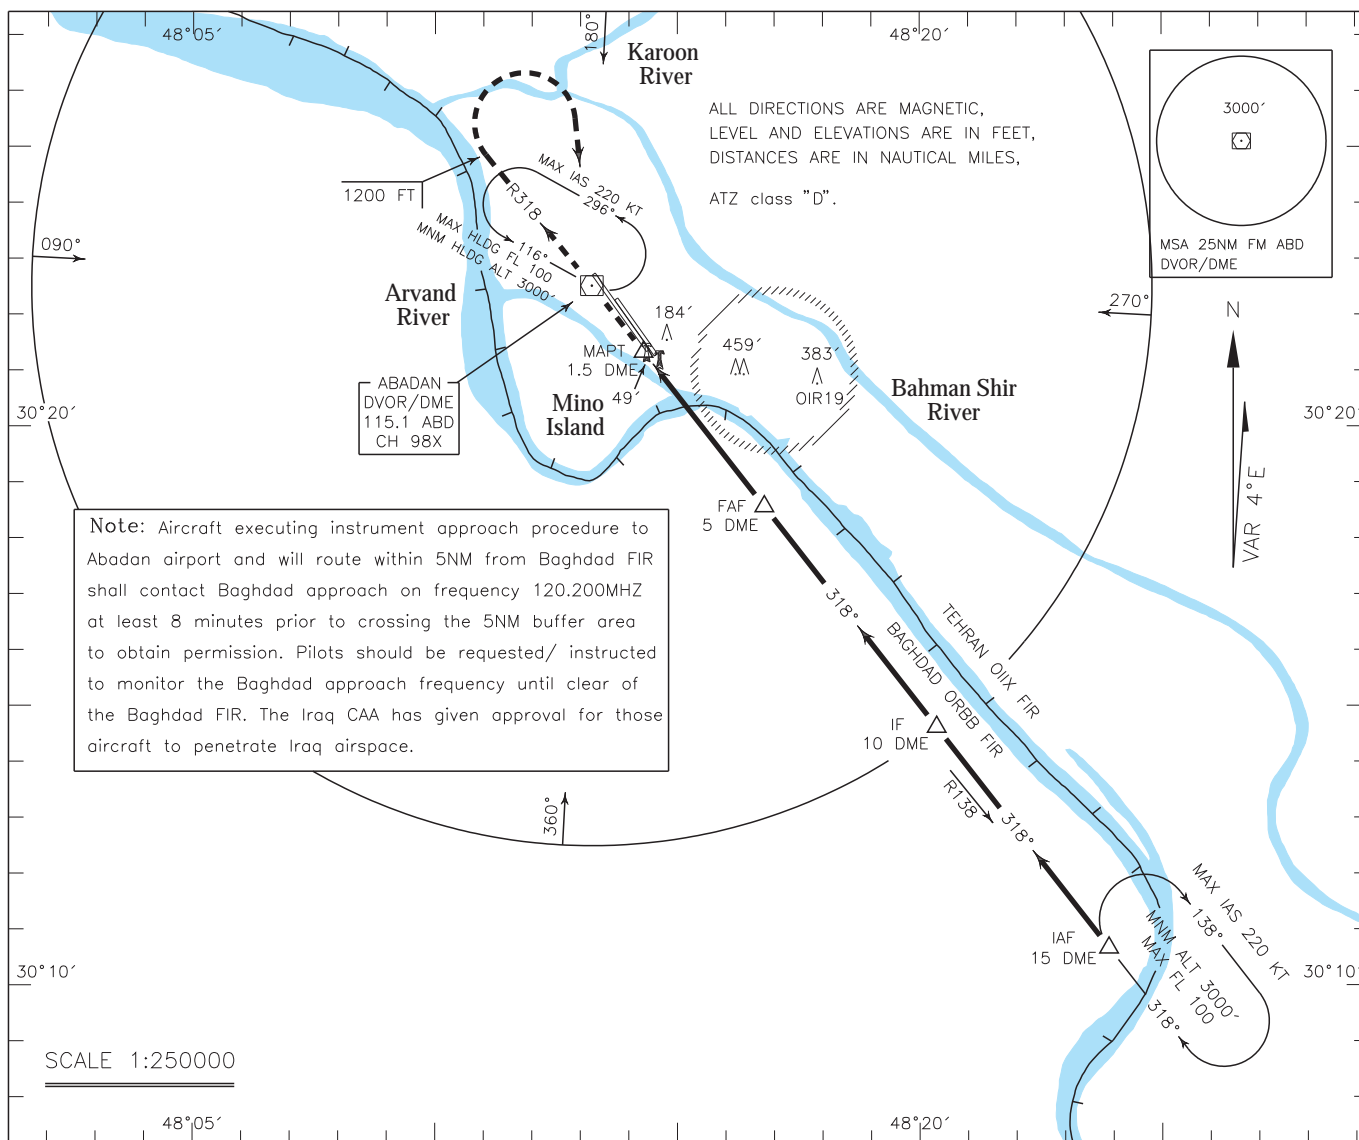 48°05′
180°
48°20′
Karoon
River
ALL DIRECTIONS ARE MAGNETIC,
LEVEL AND ELEVATIONS ARE IN FEET,
DISTANCES ARE IN NAUTICAL MILES,
ATZ class "D".
3000′
MSA 25NM FM ABD
DVOR/DME
1200 FT
R318
MAX IAS 220 KT
296°
116°
MAX HLDG FL 100
MNM HLDG ALT 3000′
090°
270°
N
VAR 4°E
Arvand
River
184′
MAPT
1.5 DME
49′
459′
383′
OIR19
Bahman Shir
River
ABADAN
DVOR/DME
115.1 ABD
CH 98X
Mino
Island
30°20′
30°20′
FAF
5 DME
Note: Aircraft executing instrument approach procedure to
Abadan airport and will route within 5NM from Baghdad FIR
shall contact Baghdad approach on frequency 120.200MHZ
at least 8 minutes prior to crossing the 5NM buffer area
to obtain permission. Pilots should be requested/ instructed
to monitor the Baghdad approach frequency until clear of
the Baghdad FIR. The Iraq CAA has given approval for those
aircraft to penetrate Iraq airspace.
318°
TEHRAN OIIX FIR
BAGHDAD ORBB FIR
IF
10 DME
R138
318°
360°
IAF
15 DME
MAX IAS 220 KT
138°
MNM ALT 3000′
MAX FL 100
318°
30°10′
30°10′
SCALE 1:250000
48°05′
48°20′